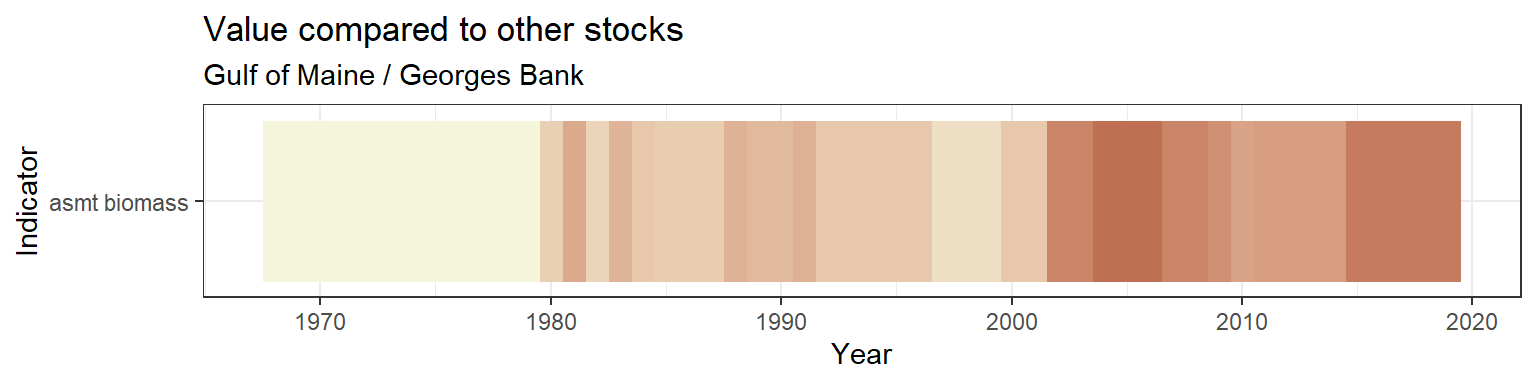 Value compared to other stocks
Gulf of Maine / Georges Bank
Indicator
asmt biomass
1970 1980 1990 2000 2010 2020
Year